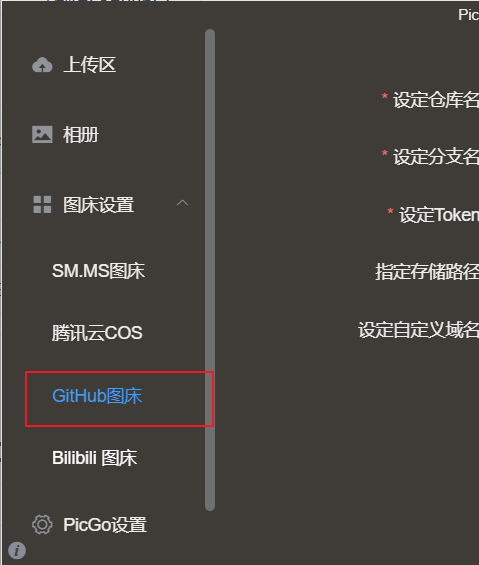 Pic
上传区
相册
图床设置
SM.MS图床
腾讯云COS
GitHub图床
Bilibili 图床
PicGo设置
* 设定仓库名
* 设定分支名
* 设定Token
指定存储路径
设定自定义域名